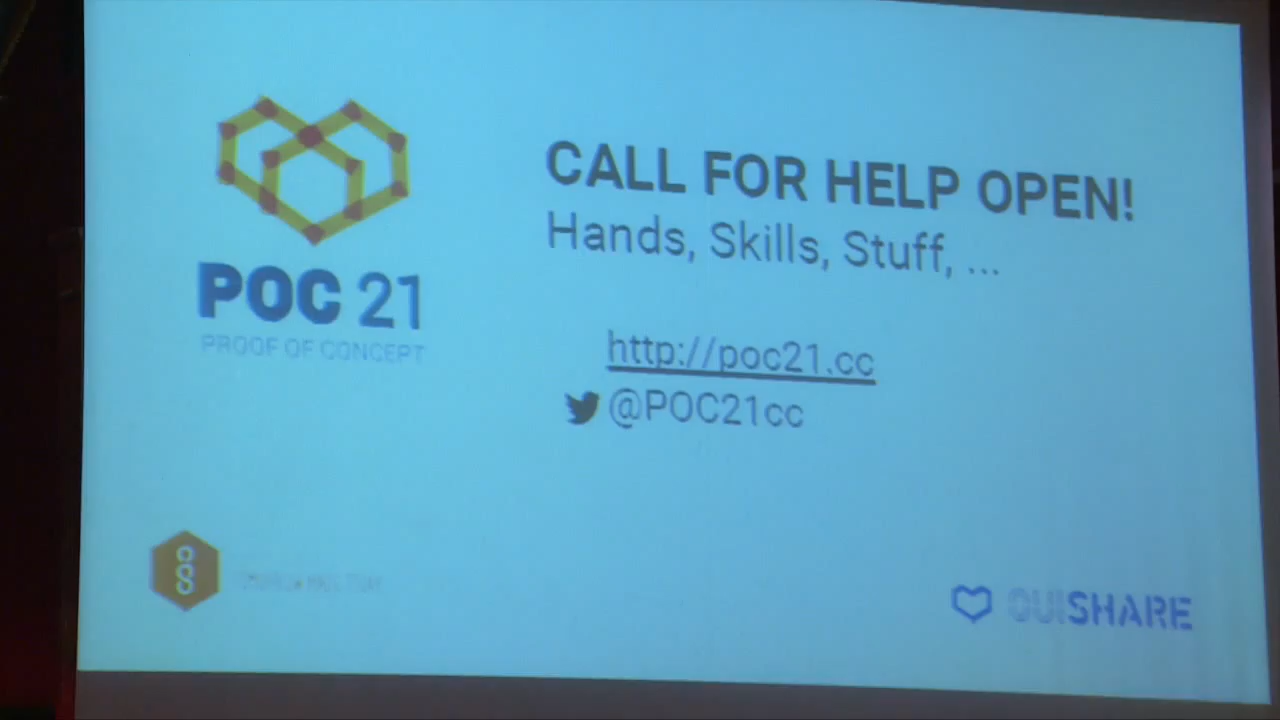 CALL FOR HELP OPEN!
Hands, Skills, Stuff, ...
POC 21
PROOF OF CONCEPT
http://poc21.cc
@POC21cc
OUISHARE